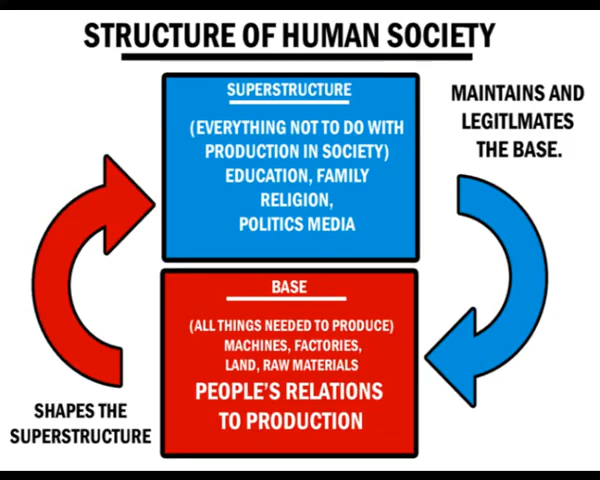 STRUCTURE OF HUMAN SOCIETY
SUPERSTRUCTURE
(EVERYTHING NOT TO DO WITH
PRODUCTION IN SOCIETY)
EDUCATION, FAMILY
RELIGION,
POLITICS MEDIA
MAINTAINS AND
LEGITLMATES
THE BASE.
BASE
(ALL THINGS NEEDED TO PRODUCE)
MACHINES, FACTORIES,
LAND, RAW MATERIALS
PEOPLE'S RELATIONS
TO PRODUCTION
SHAPES THE
SUPERSTRUCTURE